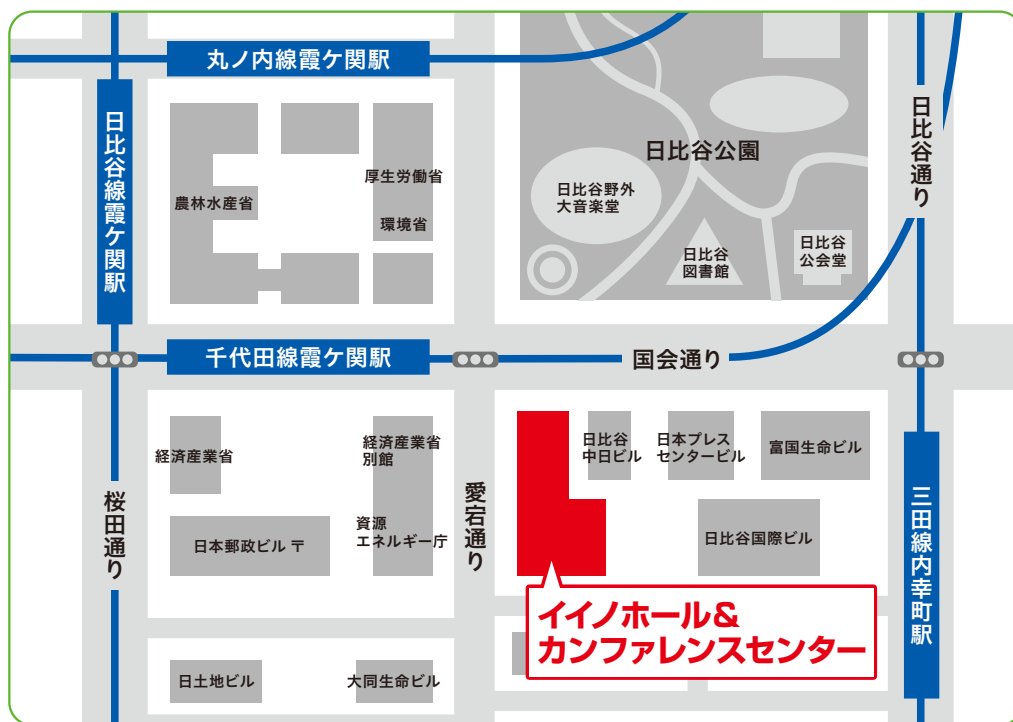 丸ノ内線霞ケ関駅
日比谷線霞ケ関駅
日比谷通り
日比谷公園
厚生労働省
農林水産省
環境省
日比谷野外
大音楽堂
日比谷
図書館
日比谷
公会堂
千代田線霞ケ関駅
国会通り
経済産業省
経済産業省
別館
日比谷
中日ビル
日本プレス
センタービル
富国生命ビル
桜田通り
愛宕通り
三田線内幸町駅
日本郵政ビル 〒
資源
エネルギー庁
日比谷国際ビル
イイノホール&
カンファレンスセンター
日土地ビル
大同生命ビル